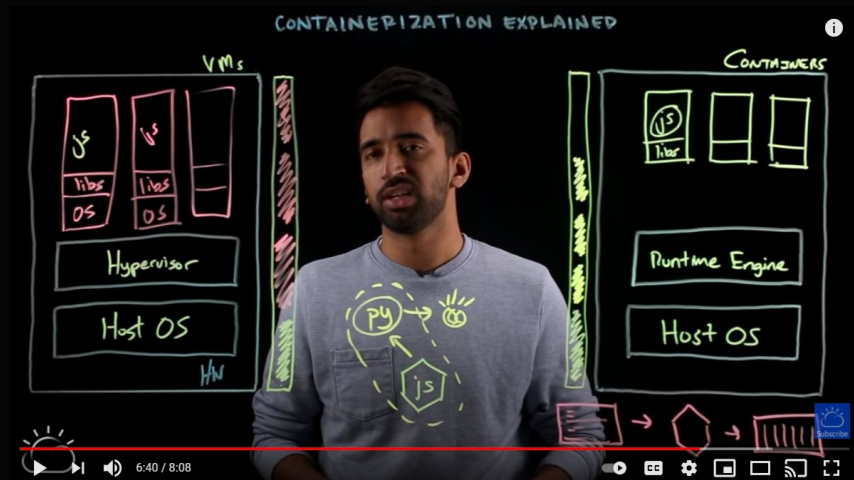 CONTAINERIZATION EXPLAINED
VMs
js
js
libs
libs
OS
OS
Hypervisor
Host OS
HW
py
js
CONTAINERS
js
libs
Runtime Engine
Host OS
Subscribe
6:40 / 8:08
CC